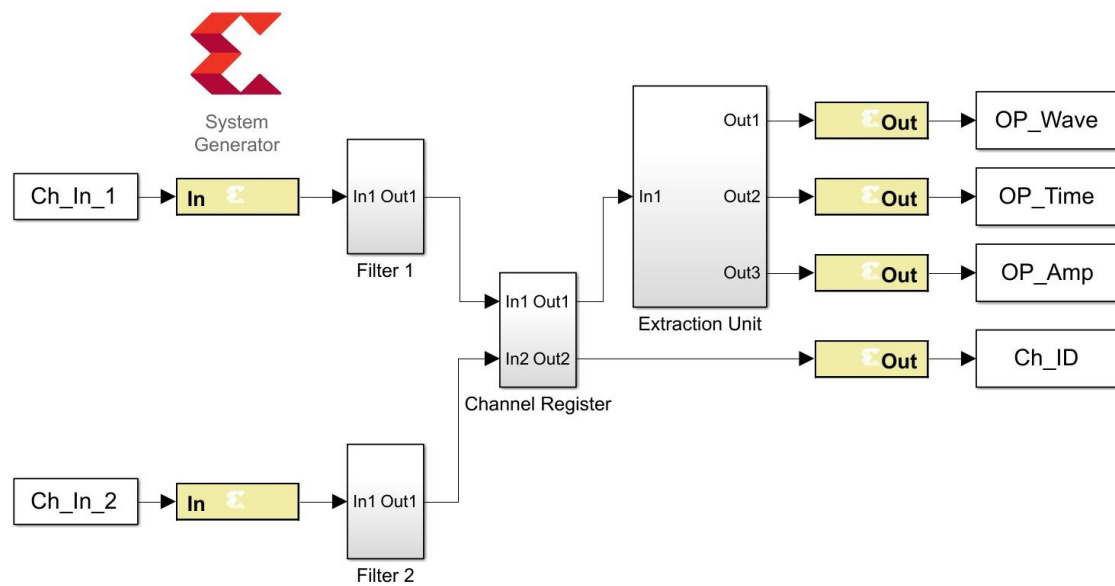 System
Generator
Ch_In_1
In
In1 Out1
Filter 1
In1 Out1
In2 Out2
Channel Register
In1
Out1
Out2
Out3
Extraction Unit
Out
OP_Wave
Out
OP_Time
Out
OP_Amp
Out
Ch_ID
Ch_In_2
In
In1 Out1
Filter 2